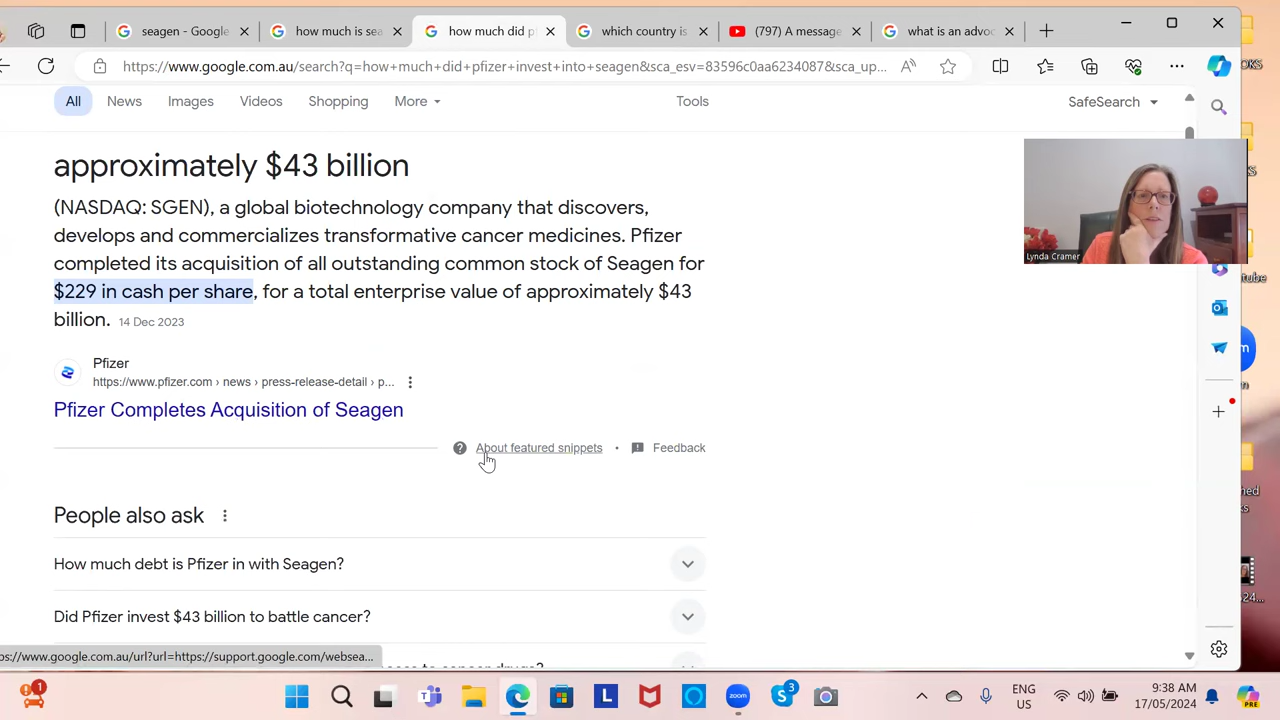 seagen - Google
how much is sea
how much did p
which country is
(797) A message
what is an advoc
https://www.google.com.au/search?q=how+much+did+pfizer+invest+into+seagen&sca_esv=83596c0aa6234087&sca_up...
All
News
Images
Videos
Shopping
More
Tools
SafeSearch
approximately $43 billion
(NASDAQ: SGEN), a global biotechnology company that discovers,
develops and commercializes transformative cancer medicines. Pfizer
completed its acquisition of all outstanding common stock of Seagen for
$229 in cash per share, for a total enterprise value of approximately $43
billion. 14 Dec 2023
Lynda Cramer
Pfizer
https://www.pfizer.com › news › press-release-detail › p...
Pfizer Completes Acquisition of Seagen
About featured snippets • Feedback
People also ask
How much debt is Pfizer in with Seagen?
Did Pfizer invest $43 billion to battle cancer?
ps://www.google.com.au/url?url=https://support.google.com/websea...
zoom
ENG
US
9:38 AM
17/05/2024